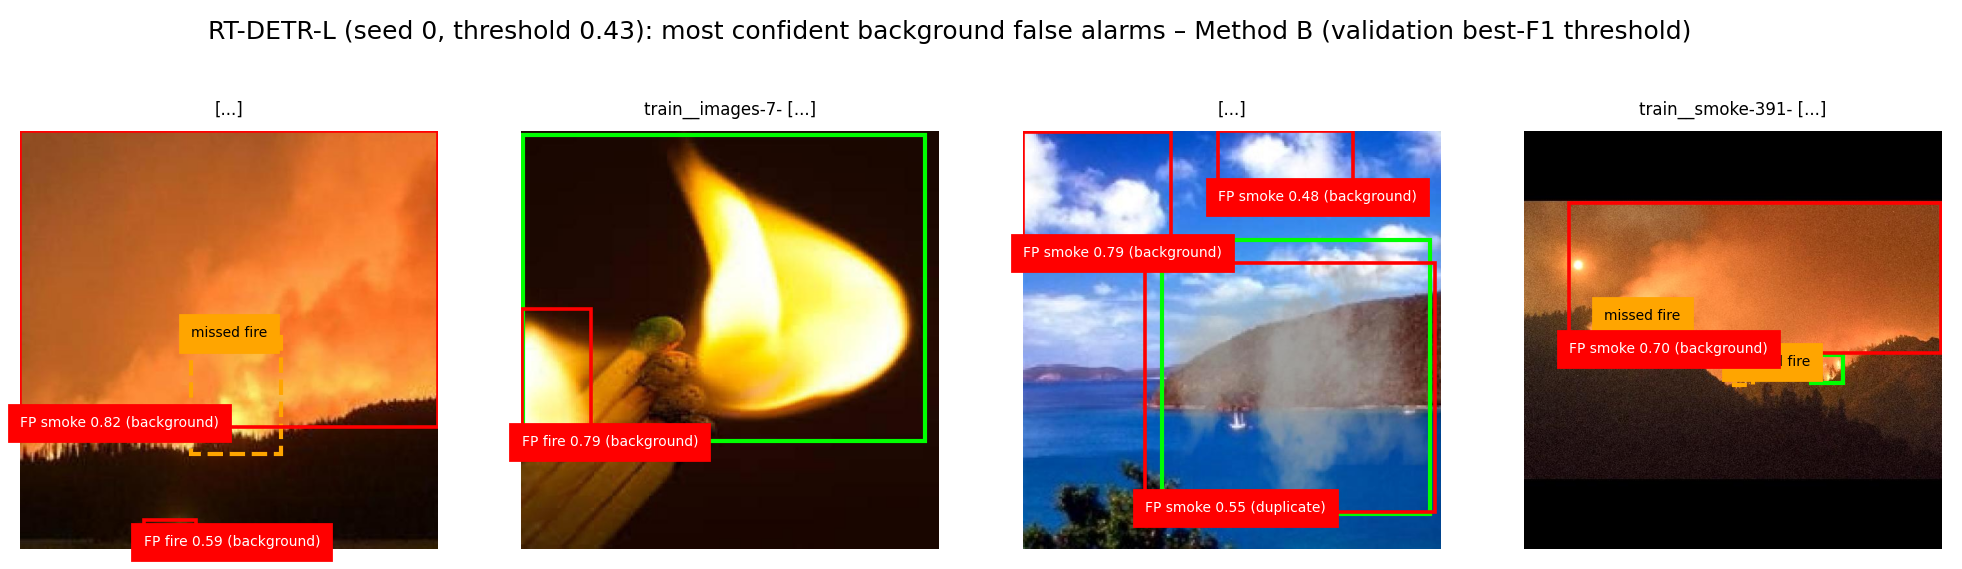 RT-DETR-L (seed 0, threshold 0.43): most confident background false alarms – Method B (validation best-F1 threshold)
[...]
train__images-7- [...]
[...]
train__smoke-391- [...]
missed fire
FP smoke 0.82 (background)
FP fire 0.59 (background)
FP fire 0.79 (background)
FP smoke 0.48 (background)
FP smoke 0.79 (background)
FP smoke 0.55 (duplicate)
missed fire
FP smoke 0.70 (background)
fire